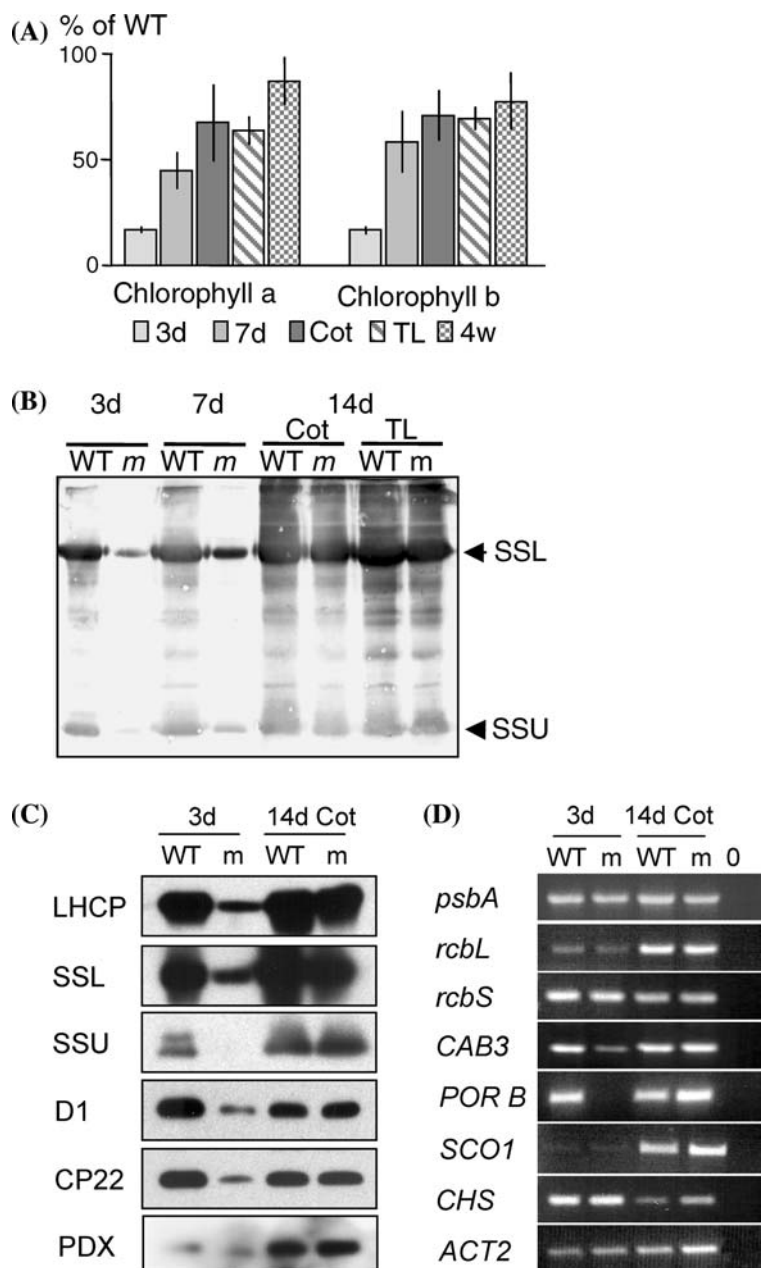 (A) % of WT
100
50
0
Chlorophyll a Chlorophyll b
3d 7d Cot TL 4w
(B) 3d 7d 14d
Cot TL
WT m WT m WT m WT m
SSL
SSU
(C) 3d 14d Cot
WT m WT m
LHCP
SSL
SSU
D1
CP22
PDX
(D) 3d 14d Cot
WT m WT m 0
psbA
rcbL
rcbS
CAB3
POR B
SCO1
CHS
ACT2